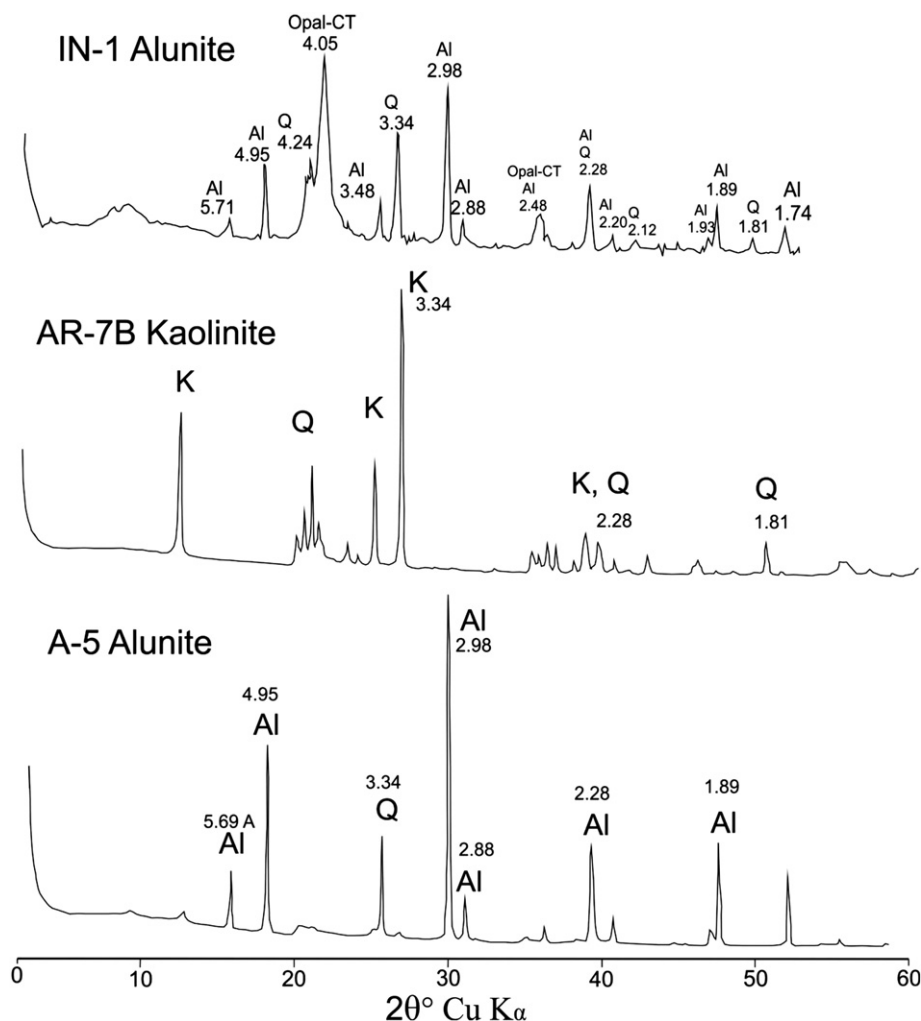 IN-1 Alunite
Opal-CT
4.05
Al
2.98
Q
3.34
Al
4.95
Q
4.24
Al
5.71
Al
3.48
Al
2.88
Opal-CT
Al
2.48
Al
Q
2.28
Al
2.20
Q
2.12
Al
1.93
Al
1.89
Q
1.81
Al
1.74
AR-7B Kaolinite
K
Q
K
K
3.34
K, Q
2.28
Q
1.81
A-5 Alunite
5.69 A
Al
4.95
Al
3.34
Q
Al
2.98
2.88
Al
2.28
Al
1.89
Al
0 10 20 30 40 50 60
2θ° Cu Kα